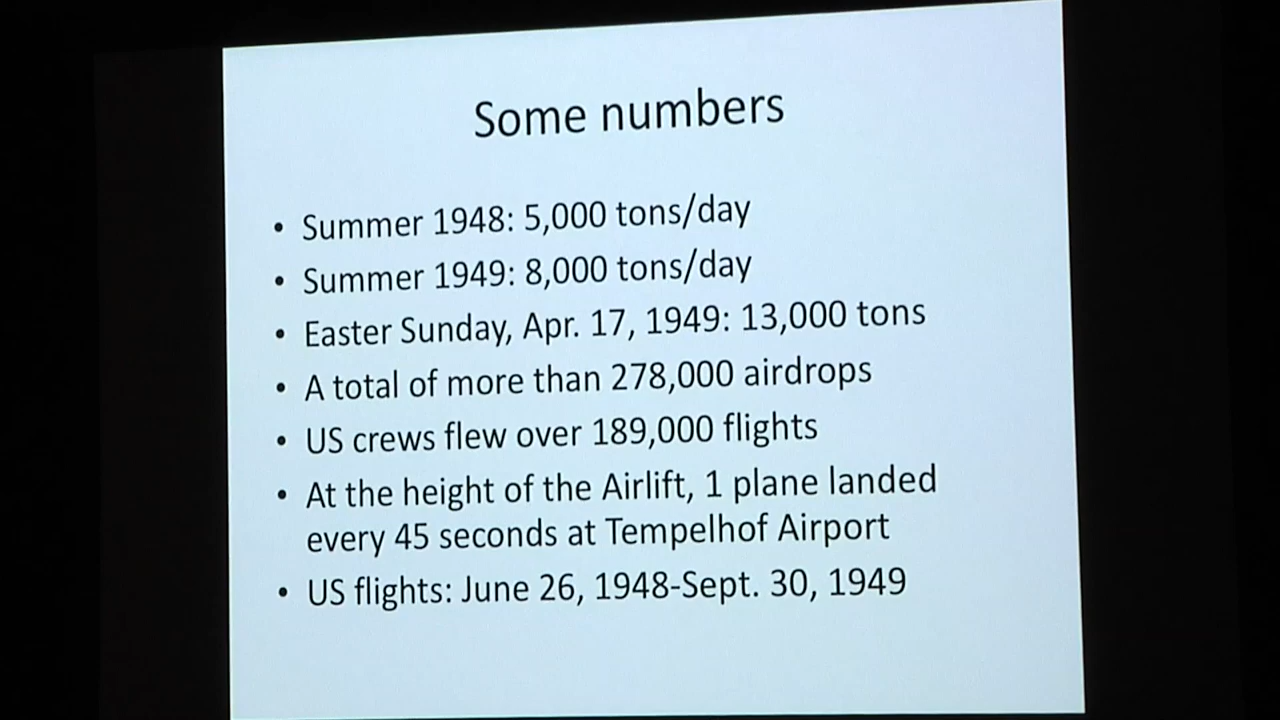 Some numbers
• Summer 1948: 5,000 tons/day
• Summer 1949: 8,000 tons/day
• Easter Sunday, Apr. 17, 1949: 13,000 tons
• A total of more than 278,000 airdrops
• US crews flew over 189,000 flights
• At the height of the Airlift, 1 plane landed
every 45 seconds at Tempelhof Airport
• US flights: June 26, 1948-Sept. 30, 1949